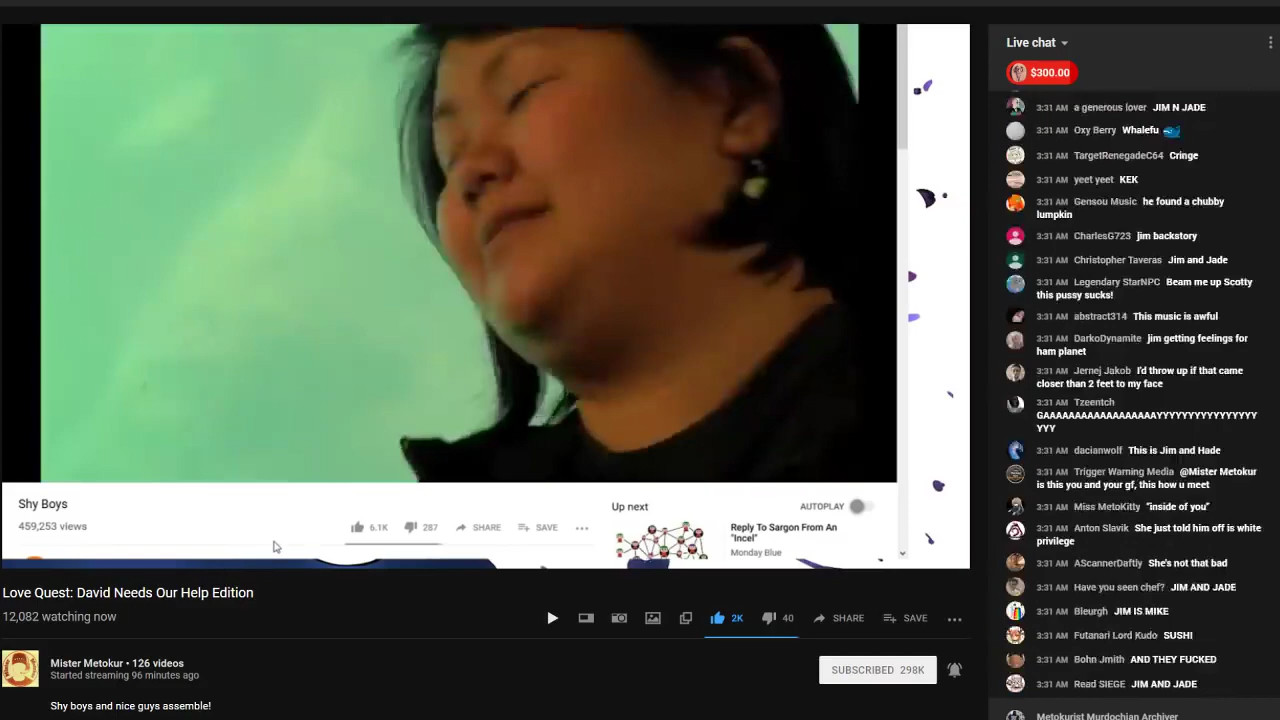 Shy Boys
459,253 views
6.1K
287
SHARE
SAVE
Up next
AUTOPLAY
Reply To Sargon From An
"Incel"
Monday Blue
Love Quest: David Needs Our Help Edition
12,082 watching now
2K
40
SHARE
SAVE
Mister Metokur • 126 videos
Started streaming 96 minutes ago
SUBSCRIBED 298K
Shy boys and nice guys assemble!
Live chat
$300.00
3:31 AM a generous lover JIM N JADE
3:31 AM Oxy Berry Whalefu
3:31 AM TargetRenegadeC64 Cringe
3:31 AM yeet yeet KEK
3:31 AM Gensou Music he found a chubby
lumpkin
3:31 AM CharlesG723 jim backstory
3:31 AM Christopher Taveras Jim and Jade
3:31 AM Legendary StarNPC Beam me up Scotty
this pussy sucks!
3:31 AM abstract314 This music is awful
3:31 AM DarkoDynamite Jim getting feelings for
ham planet
3:31 AM Jernej Jakob I'd throw up if that came
closer than 2 feet to my face
3:31 AM Tzeentch
GAAAAAAAAAAAAAAAAAYYYYYYYYYYYYYYYY
YYY
3:31 AM dacianwolf This is Jim and Hade
3:31 AM Trigger Warning Media @Mister Metokur
is this you and your gf, this how u meet
3:31 AM Miss MetoKitty "inside of you"
3:31 AM Anton Slavik She just told him off is white
privilege
3:31 AM AScannerDaftly She's not that bad
3:31 AM Have you seen chef? JIM AND JADE
3:31 AM Bleurgh JIM IS MIKE
3:31 AM Futanari Lord Kudo SUSHI
3:31 AM Bohn Jmith AND THEY FUCKED
3:31 AM Read SIEGE JIM AND JADE
Metokurist Murdochian Archiver